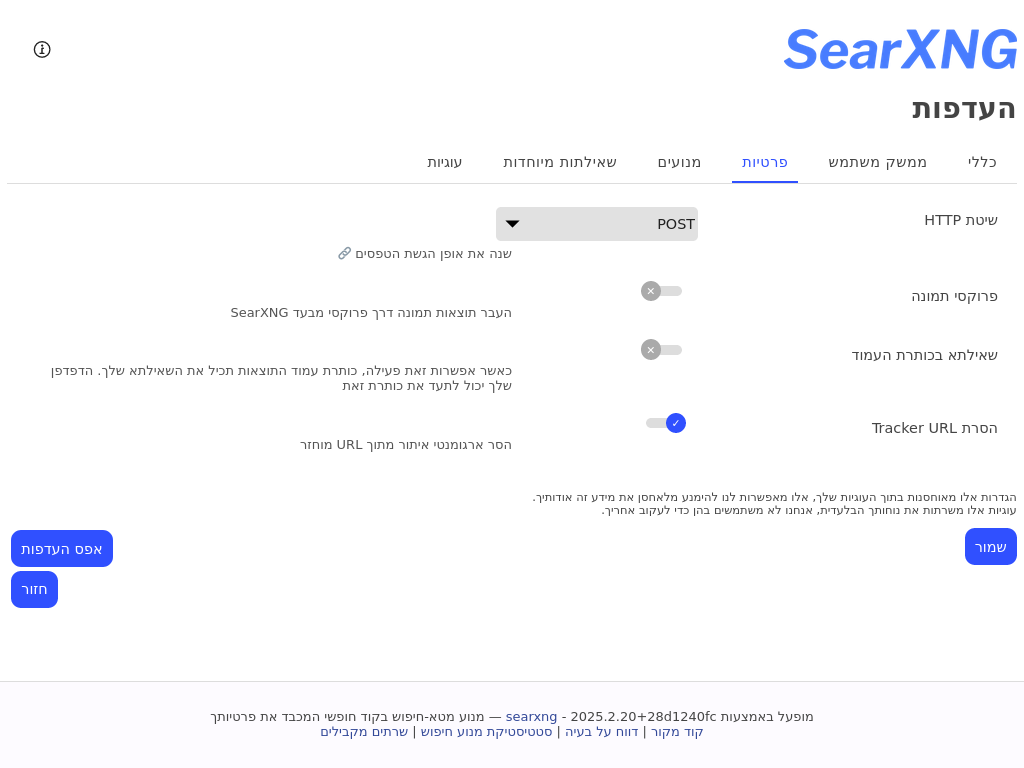 SearXNG
העדפות
כללי
ממשק משתמש
פרטיות
מנועים
שאילתות מיוחדות
עוגיות
שיטת HTTP
POST
שנה את אופן הגשת הטפסים
פרוקסי תמונה
העבר תוצאות תמונה דרך פרוקסי מבעד SearXNG
שאילתא בכותרת העמוד
כאשר אפשרות זאת פעילה, כותרת עמוד התוצאות תכיל את השאילתא שלך. הדפדפן
שלך יכול לתעד את כותרת זאת
הסרת Tracker URL
הסר ארגומנטי איתור מתוך URL מוחזר
הגדרות אלו מאוחסנות בתוך העוגיות שלך, אלו מאפשרות לנו להימנע מלאחסן את מידע זה אודותיך.
עוגיות אלו משרתות את נוחותך הבלעדית, אנחנו לא משתמשים בהן כדי לעקוב אחריך.
שמור
אפס העדפות
חזור
מופעל באמצעות searxng - 2025.2.20+28d1240fc — מנוע מטא-חיפוש בקוד חופשי המכבד את פרטיותך
קוד מקור | דווח על בעיה | סטטיסטיקת מנוע חיפוש | שרתים מקבילים